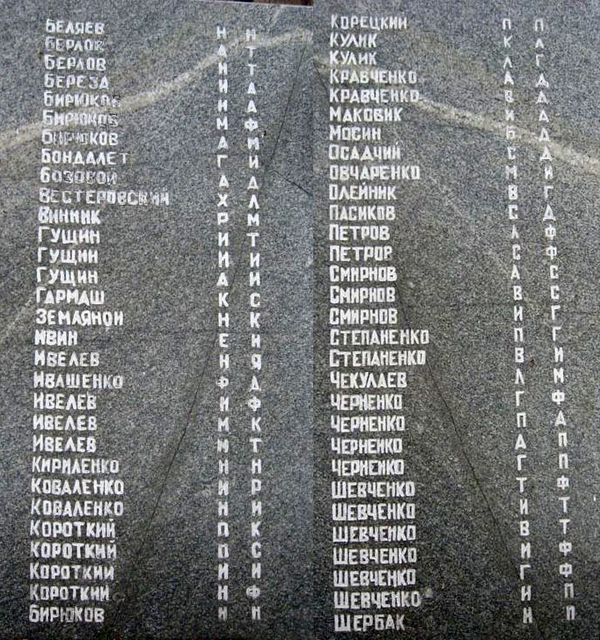 БЕЛЯЕВ Н И
БЕРЛОВ А Т
БЕРЛОВ И Т
БЕРЕЗА И А
БИРЮКОВ И А
БИРЮКОВ М Ф
БИРЮКОВ А М
БОНДАЛЕТ Г И
БОЗОВОЙ А Д
ВЕСТЕРОВСКИЙ Х Л
ВИННИК Р М
ГУЩИН И Т
ГУЩИН И И
ГУЩИН А И
ГАРМАШ К С
ЗЕМЛЯНОЙ Н К
ИВИН Е И
ИВЕЛЕВ Н Я
ИВАШЕНКО Ф Д
ИВЕЛЕВ И Ф
ИВЕЛЕВ М К
ИВЕЛЕВ М Т
КИРИЛЕНКО Н Н
КОВАЛЕНКО И Р
КОВАЛЕНКО Н И
КОРОТКИЙ П К
КОРОТКИЙ П С
КОРОТКИЙ И И
КОРОТКИЙ Н Ф
БИРЮКОВ И Н
КОРЕЦКИЙ П П
КУЛИК К А
КУЛИК Л Г
КРАВЧЕНКО А Д
КРАВЧЕНКО В Д
МАКОВИК И Д
МОСИН Б Д
ОСАДЧИЙ С Д
ОВЧАРЕНКО М И
ОЛЕЙНИК В Г
ПАСИКОВ С Д
ПЕТРОВ А Ф
ПЕТРОВ С Ф
СМИРНОВ А С
СМИРНОВ В С
СМИРНОВ И Г
СТЕПАНЕНКО П Г
СТЕПАНЕНКО В И
ЧЕКУЛАЕВ Л М
ЧЕРНЕНКО Г Ф
ЧЕРНЕНКО П А
ЧЕРНЕНКО А П
ЧЕРНЕНКО Г П
ШЕВЧЕНКО Т Ф
ШЕВЧЕНКО И Т
ШЕВЧЕНКО В Т
ШЕВЧЕНКО И Ф
ШЕВЧЕНКО Г Ф
ШЕВЧЕНКО И П
ЩЕРБАК Н П